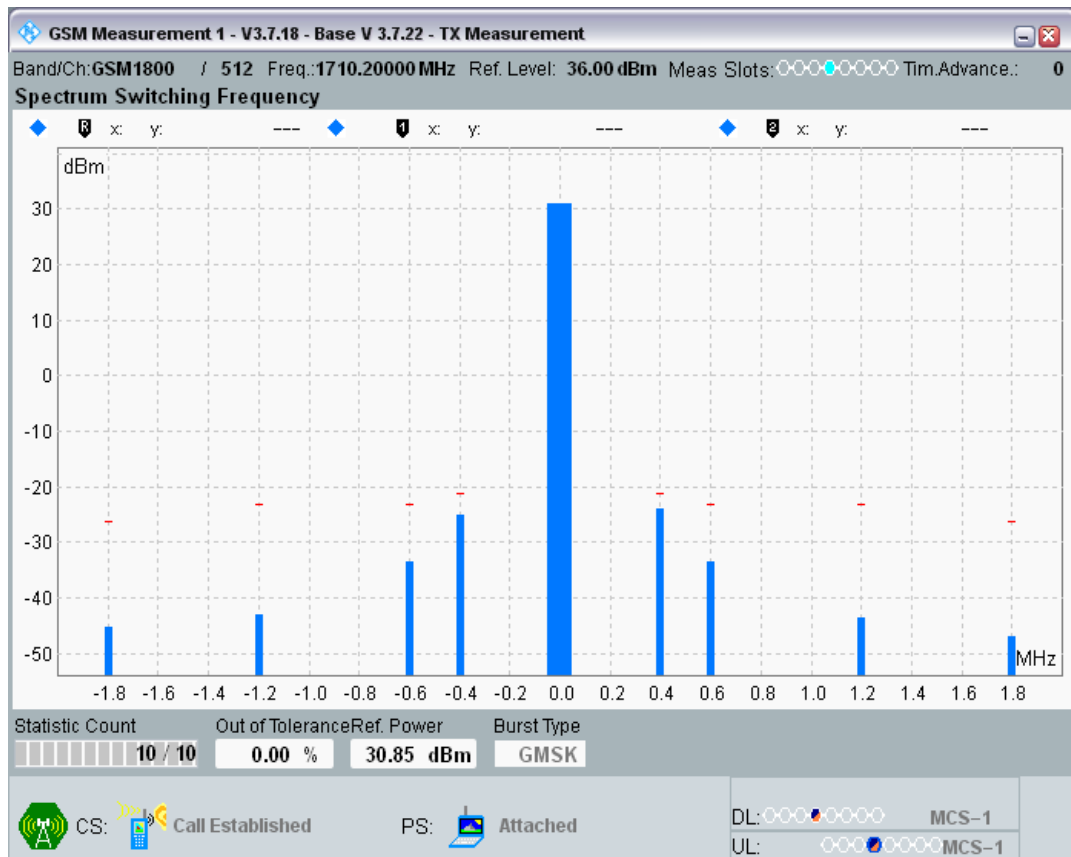 GSM Measurement 1 - V3.7.18 - Base V 3.7.22 - TX Measurement
Band/Ch:GSM1800 / 512 Freq.:1710.20000 MHz Ref. Level: 36.00 dBm Meas Slots: Tim.Advance.: 0
Spectrum Switching Frequency
R x: y: --- 1 x: y: --- 2 x: y: ---
dBm
30
20
10
0
-10
-20
-30
-40
-50
MHz
-1.8 -1.6 -1.4 -1.2 -1.0 -0.8 -0.6 -0.4 -0.2 0.0 0.2 0.4 0.6 0.8 1.0 1.2 1.4 1.6 1.8
Statistic Count Out of Tolerance Ref. Power Burst Type
10 / 10 0.00 % 30.85 dBm GMSK
CS: Call Established PS: Attached
DL: MCS-1
UL: MCS-1